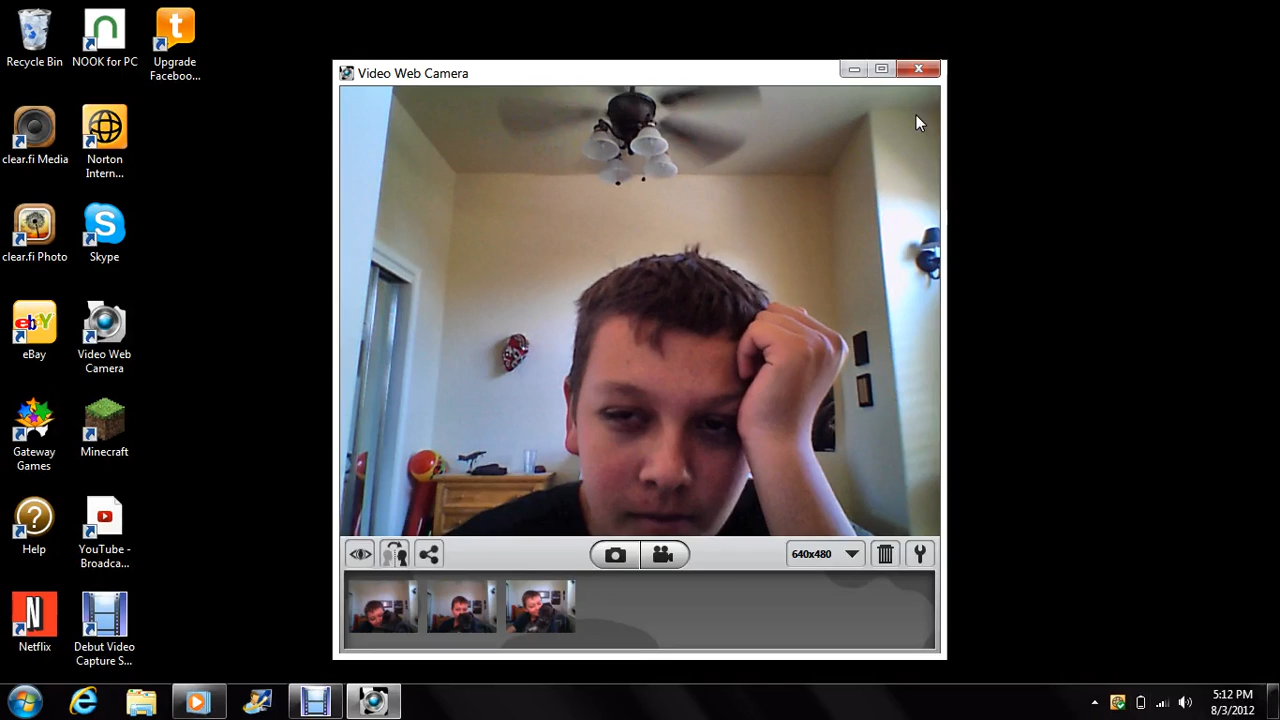 Recycle Bin
NOOK for PC
t
Upgrade
Faceboo...
clear.fi Media
Norton
Intern...
clear.fi Photo
S
Skype
ebY
eBay
Video Web
Camera
Gateway
Games
Minecraft
?
Help
YouTube -
Broadca...
N
Netflix
Debut Video
Capture S...
Video Web Camera
640x480
5:12 PM
8/3/2012